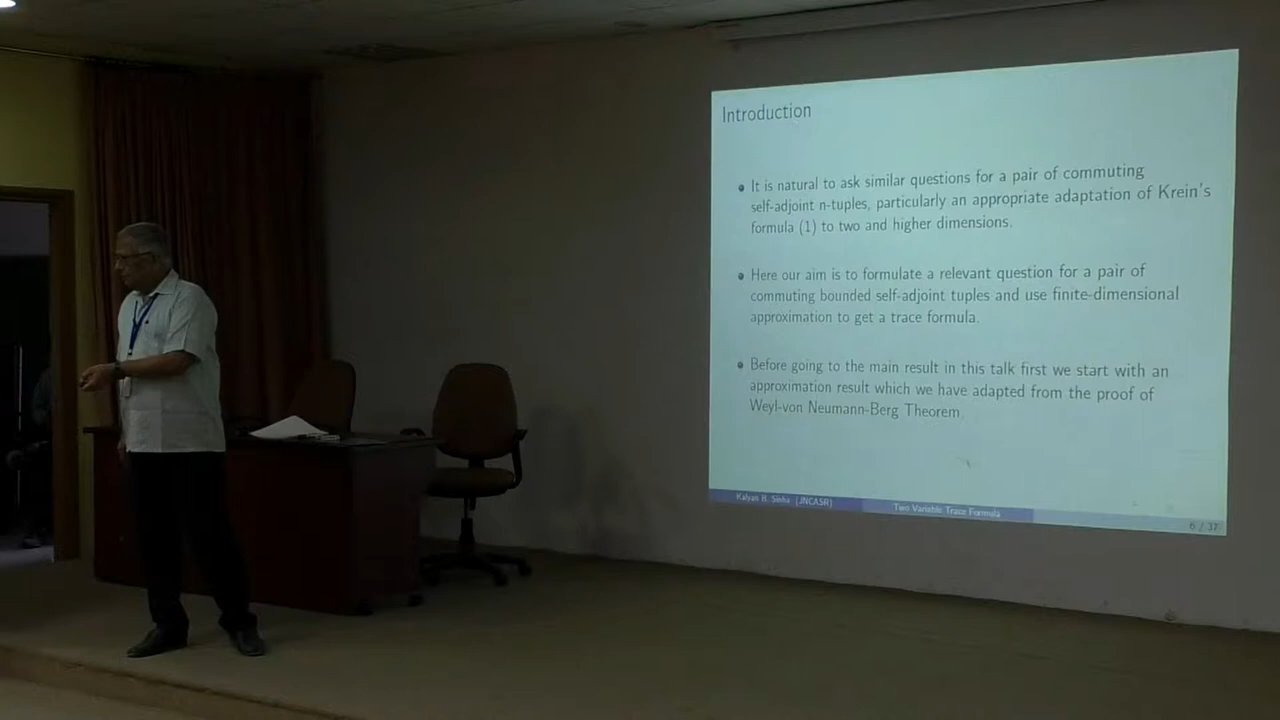 Introduction
• It is natural to ask similar questions for a pair of commuting
self-adjoint n-tuples, particularly an appropriate adaptation of Krein's
formula (1) to two and higher dimensions.
• Here our aim is to formulate a relevant question for a pair of
commuting bounded self-adjoint tuples and use finite-dimensional
approximation to get a trace formula.
• Before going to the main result in this talk first we start with an
approximation result which we have adapted from the proof of
Weyl-von Neumann-Berg Theorem.
Kalyan B. Sinha (JNCASR)
Two Variable Trace Formula
6 / 37